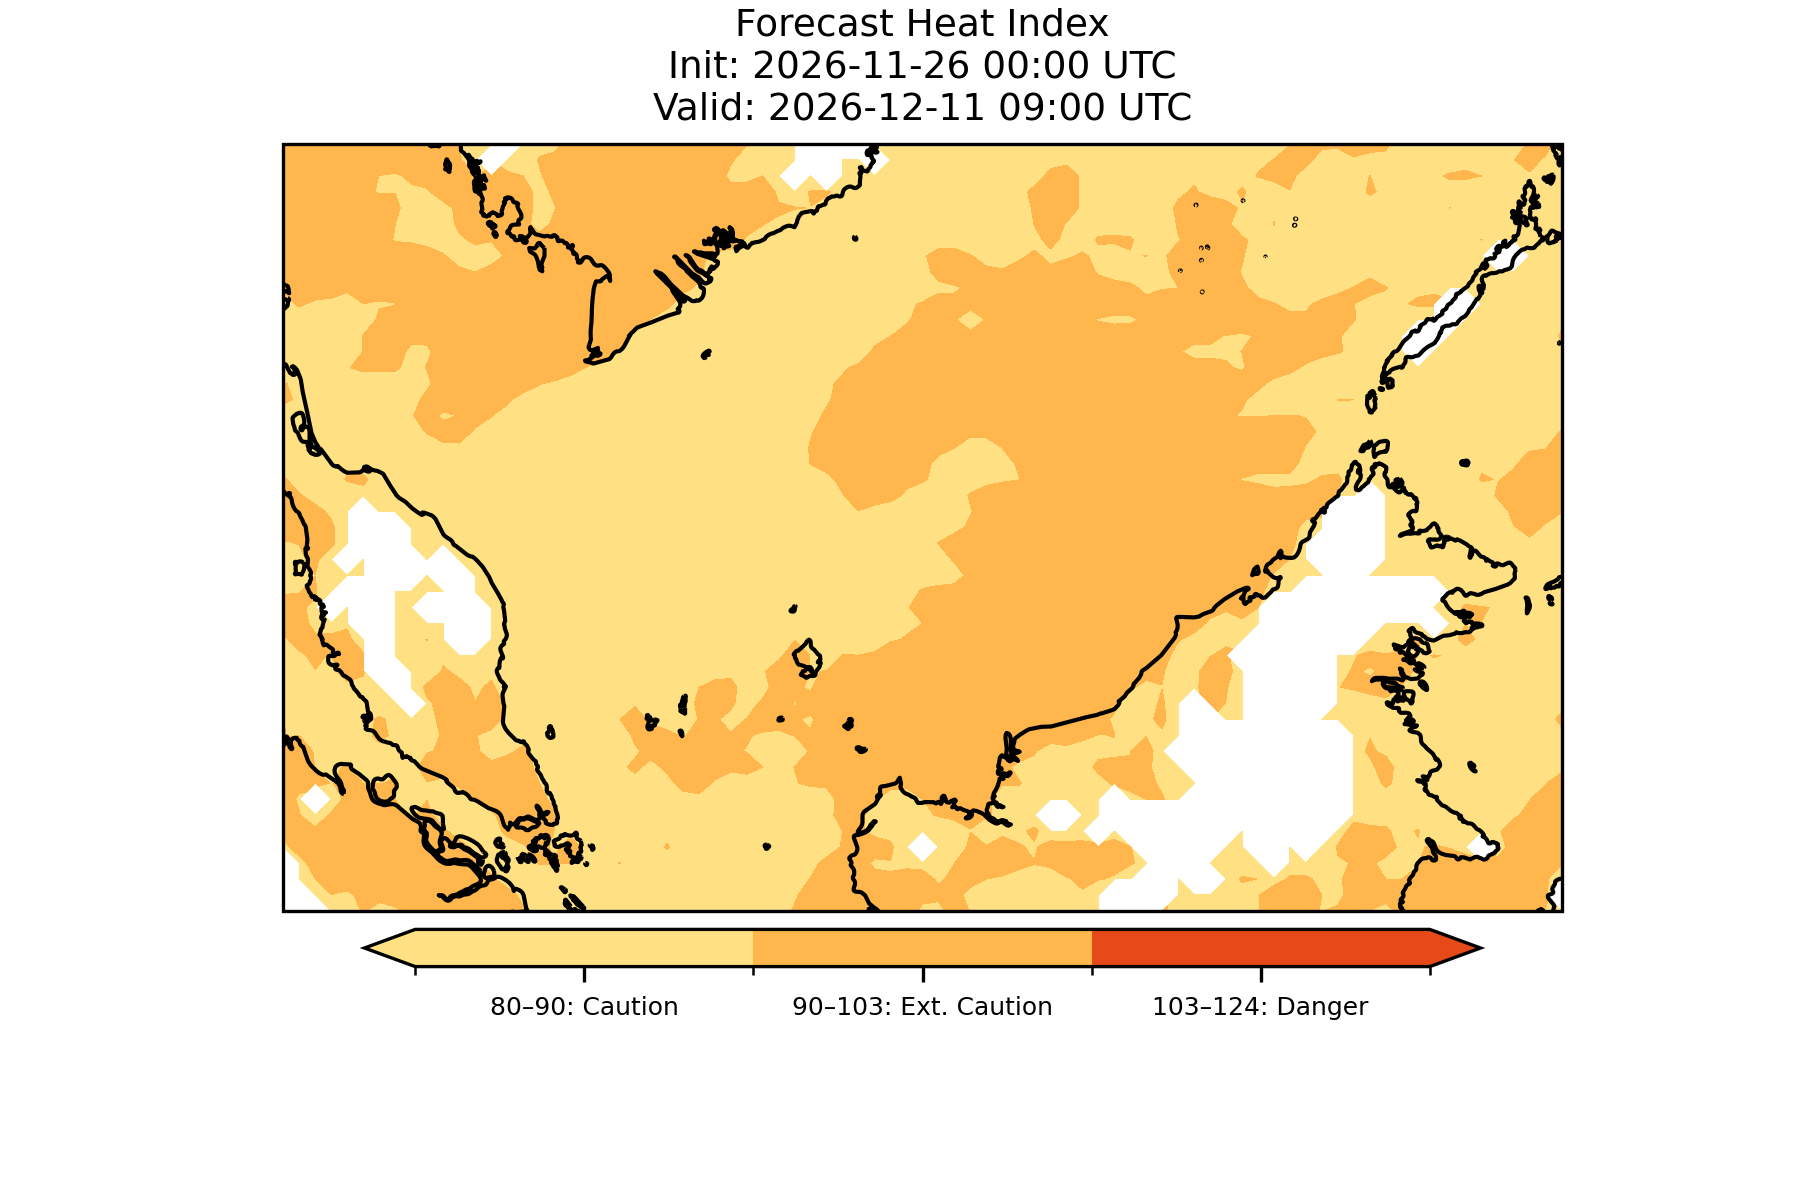 Forecast Heat Index
Init: 2026-11-26 00:00 UTC
Valid: 2026-12-11 09:00 UTC
80–90: Caution
90–103: Ext. Caution
103–124: Danger